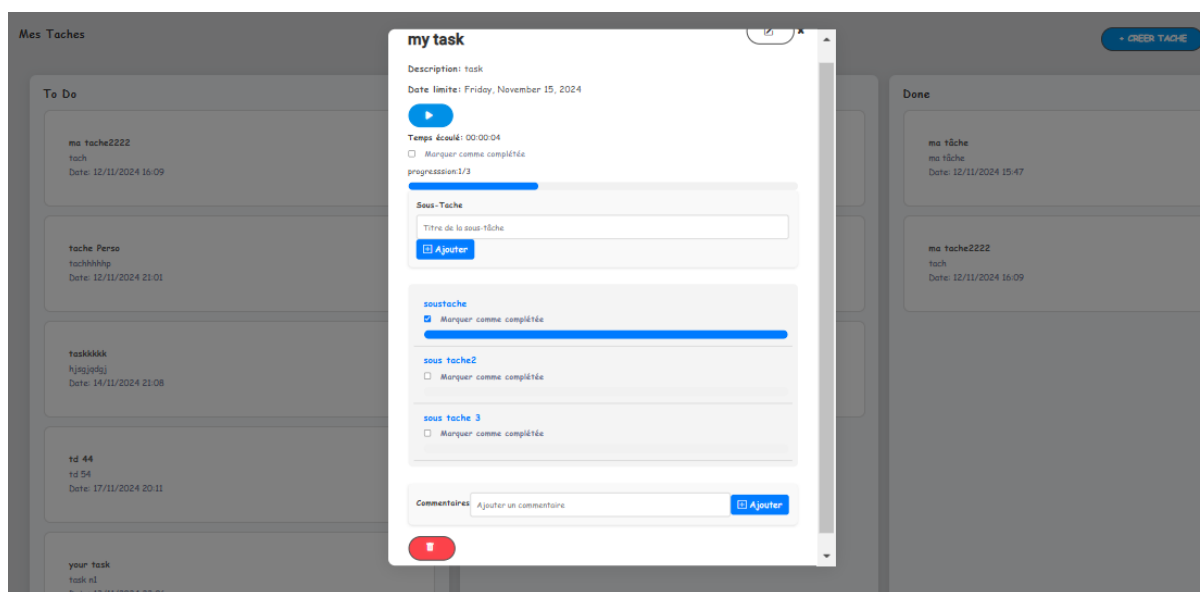 Mes Taches
+ CREER TACHE
To Do
ma tache2222
tach
Date: 12/11/2024 16:09
tache Perso
tachhhhhp
Date: 12/11/2024 21:01
taskkkkk
hjsgjqdgj
Date: 14/11/2024 21:08
td 44
td 54
Date: 17/11/2024 20:11
your task
task n1
my task
x
Description: task
Date limite: Friday, November 15, 2024
Temps écoulé: 00:00:04
Marquer comme complétée
progresssion:1/3
Sous-Tache
Titre de la sous-tâche
Ajouter
soustache
Marquer comme complétée
sous tache2
Marquer comme complétée
sous tache 3
Marquer comme complétée
Commentaires Ajouter un commentaire Ajouter
Done
ma tâche
ma tâche
Date: 12/11/2024 15:47
ma tache2222
tach
Date: 12/11/2024 16:09